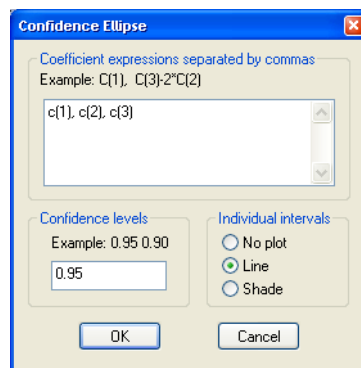 Confidence Ellipse
Coefficient expressions separated by commas
Example: C(1), C(3)-2*C(2)
c(1), c(2), c(3)
Confidence levels
Example: 0.95 0.90
0.95
Individual intervals
No plot
Line
Shade
OK
Cancel